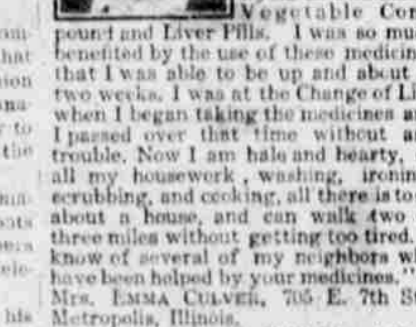 Vegetable Com
pound and Liver Pills. I was so mu
that benefited by the use of these medicin
that I was able to be up and about
two weeks. I was at the Change of Li
when I began taking the medicines a
to I passed over that time without a
the trouble. Now I am hale and hearty,
all my housework, washing, ironin
scrubbing, and cooking, all there is to
about a house, and can walk two
three miles without getting too tired.
know of several of my neighbors w
have been helped by your medicines."
Mrs. EMMA CULVER, 705 E. 7th S
his Metropolis, Illinois.